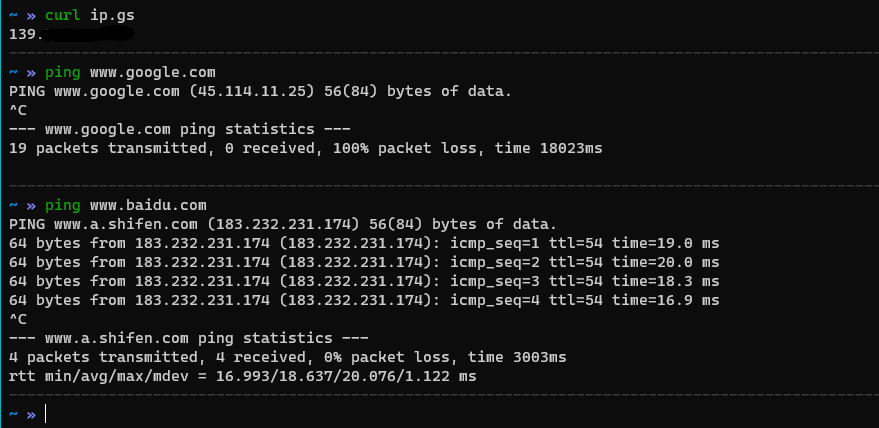 ~ » curl ip.gs
139.
~ » ping www.google.com
PING www.google.com (45.114.11.25) 56(84) bytes of data.
^C
--- www.google.com ping statistics ---
19 packets transmitted, 0 received, 100% packet loss, time 18023ms
~ » ping www.baidu.com
PING www.a.shifen.com (183.232.231.174) 56(84) bytes of data.
64 bytes from 183.232.231.174 (183.232.231.174): icmp_seq=1 ttl=54 time=19.0 ms
64 bytes from 183.232.231.174 (183.232.231.174): icmp_seq=2 ttl=54 time=20.0 ms
64 bytes from 183.232.231.174 (183.232.231.174): icmp_seq=3 ttl=54 time=18.3 ms
64 bytes from 183.232.231.174 (183.232.231.174): icmp_seq=4 ttl=54 time=16.9 ms
^C
--- www.a.shifen.com ping statistics ---
4 packets transmitted, 4 received, 0% packet loss, time 3003ms
rtt min/avg/max/mdev = 16.993/18.637/20.076/1.122 ms
~ »